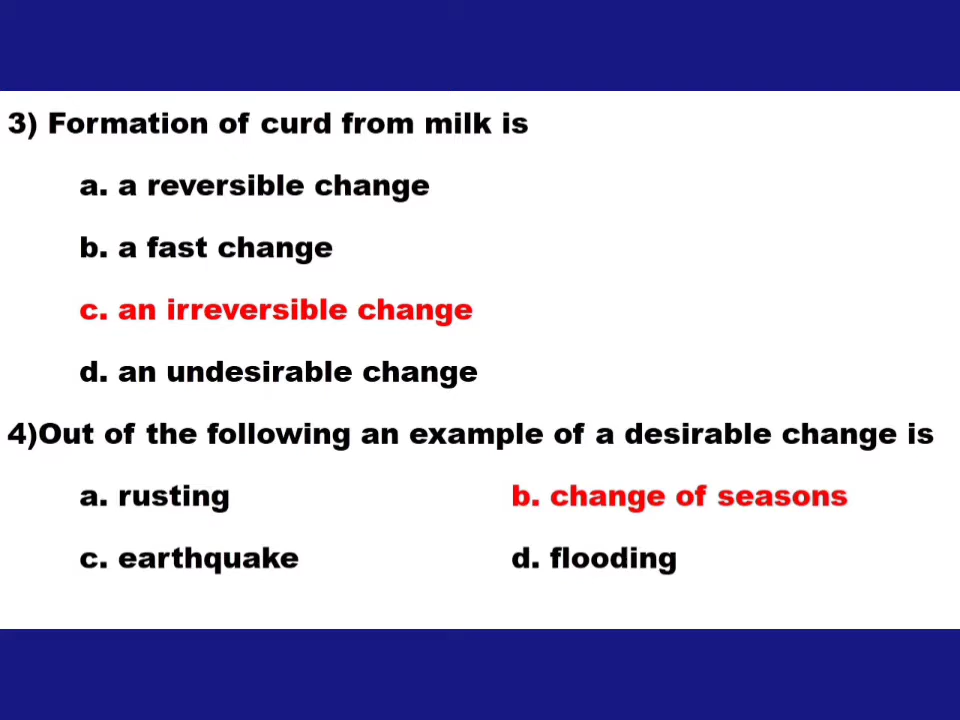 3) Formation of curd from milk is
a. a reversible change
b. a fast change
c. an irreversible change
d. an undesirable change
4)Out of the following an example of a desirable change is
a. rusting b. change of seasons
c. earthquake d. flooding